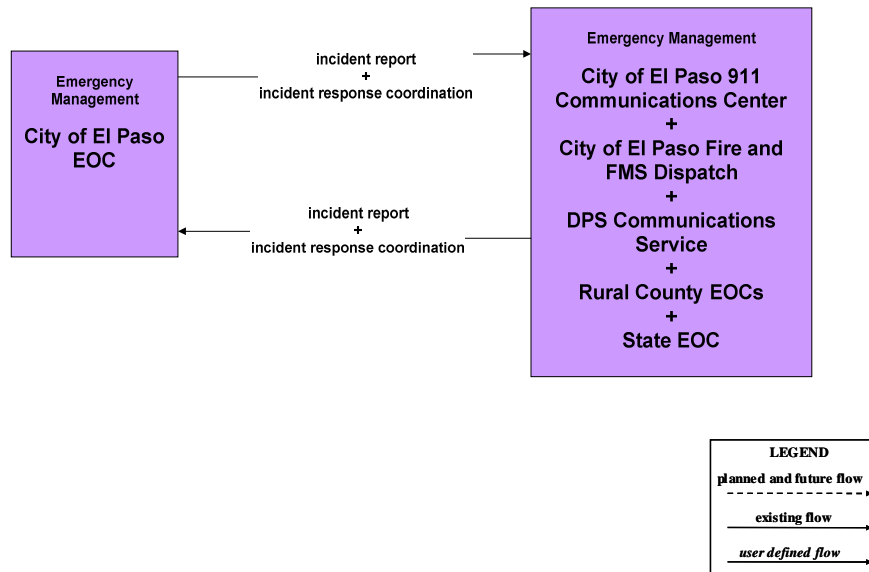 Emergency
Management
City of El Paso
EOC
incident report
+
incident response coordination
incident report
+
incident response coordination
Emergency Management
City of El Paso 911
Communications Center
+
City of El Paso Fire and
FMS Dispatch
+
DPS Communications
Service
+
Rural County EOCs
+
State EOC
LEGEND
planned and future flow
existing flow
user defined flow